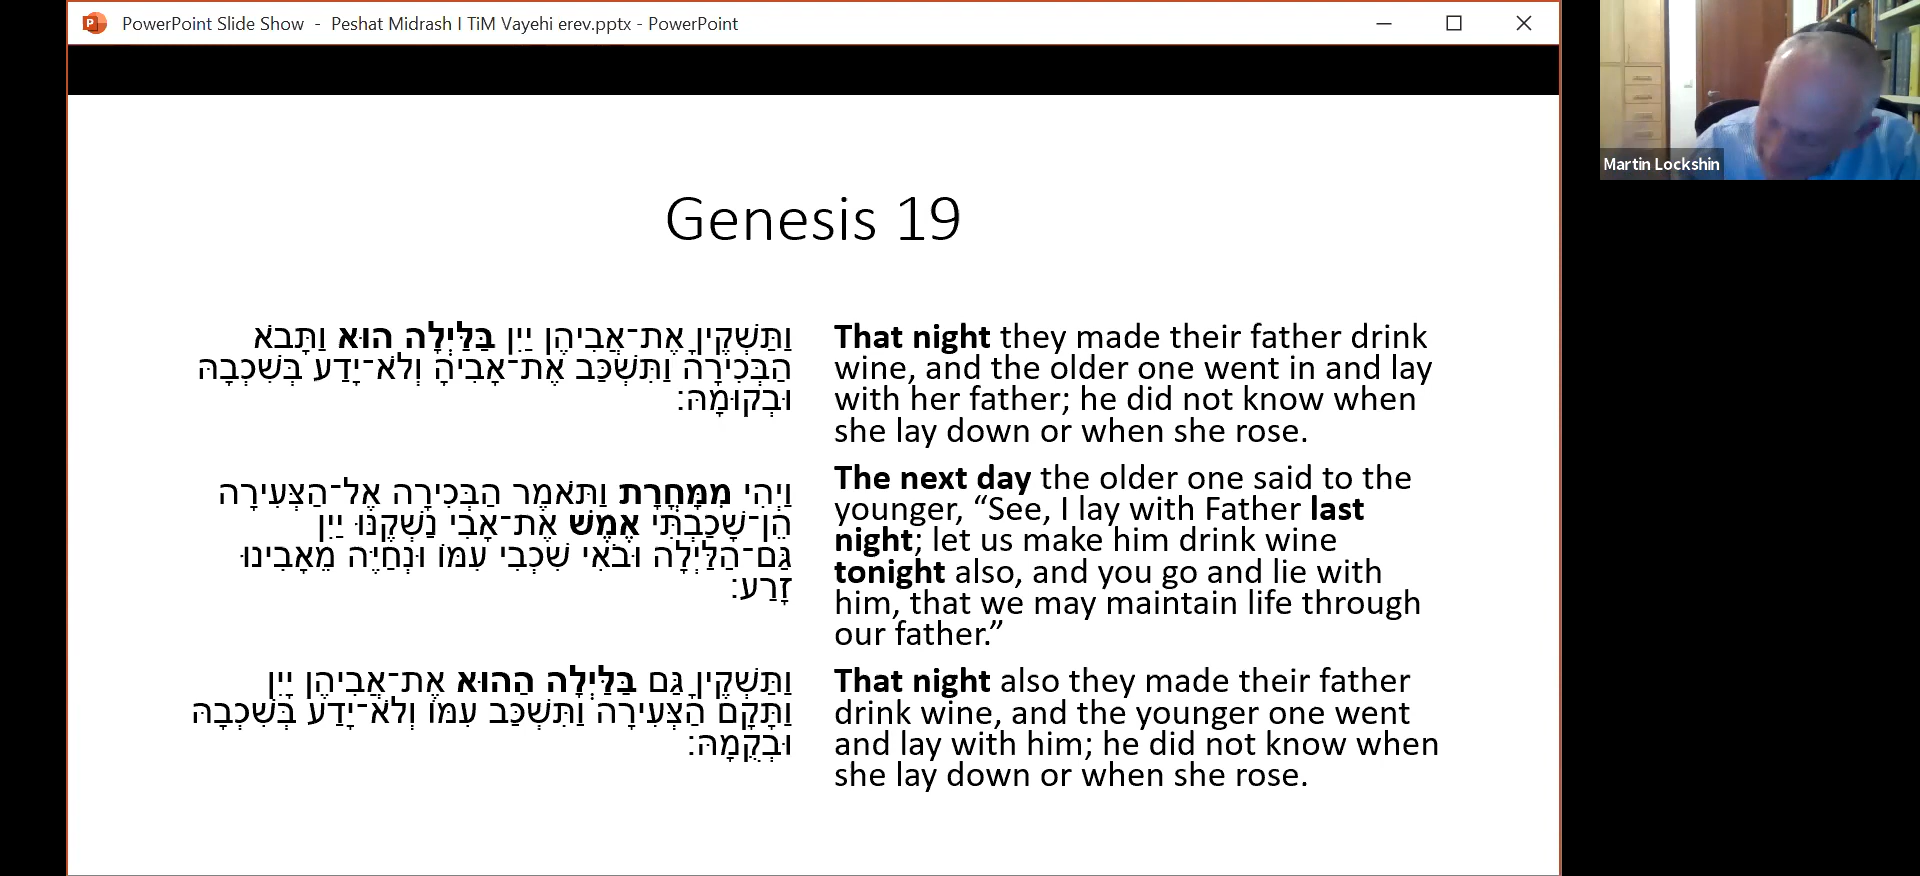 PowerPoint Slide Show - Peshat Midrash I TiM Vayehi erev.pptx - PowerPoint
Martin Lockshin
Genesis 19
וַתַּשְׁקֶיןָ אֶת־אֲבִיהֶן יַיִן בַּלַּיְלָה הוּא וַתָּבֹא
הַבְּכִירָה וַתִּשְׁכַּב אֶת־אָבִיהָ וְלֹא־יָדַע בְּשִׁכְבָהּ
וּבְקוּמָהּ׃
וַיְהִי מִמָּחֳרָת וַתֹּאמֶר הַבְּכִירָה אֶל־הַצְּעִירָה
הֵן־שָׁכַבְתִּי אֶמֶשׁ אֶת־אָבִי נַשְׁקֶנּוּ יַיִן
גַּם־הַלַּיְלָה וּבֹאִי שִׁכְבִי עִמּוֹ וּנְחַיֶּה מֵאָבִינוּ
זָרַע׃
וַתַּשְׁקֶיןָ גַּם בַּלַּיְלָה הַהוּא אֶת־אֲבִיהֶן יָיִן
וַתָּקָם הַצְּעִירָה וַתִּשְׁכַּב עִמּוֹ וְלֹא־יָדַע בְּשִׁכְבָהּ
וּבְקֻמָהּ׃
That night they made their father drink
wine, and the older one went in and lay
with her father; he did not know when
she lay down or when she rose.
The next day the older one said to the
younger, “See, I lay with Father last
night; let us make him drink wine
tonight also, and you go and lie with
him, that we may maintain life through
our father.”
That night also they made their father
drink wine, and the younger one went
and lay with him; he did not know when
she lay down or when she rose.